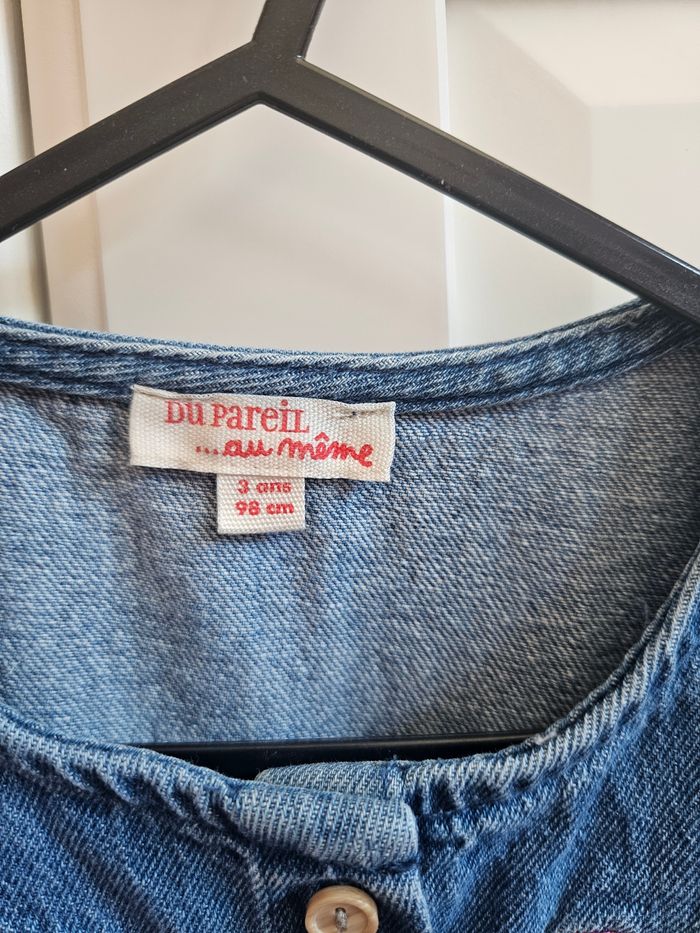 Du Pareil
...au même
3 ans
98 cm